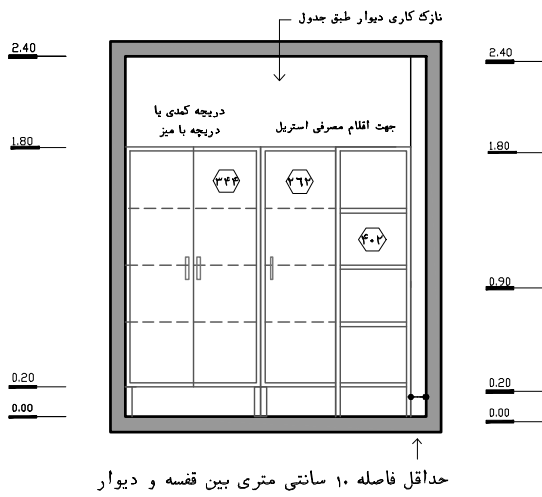 نازک کاری دیوار طبق جدول
2.40
2.40
دریچه کمدی یا
دریچه با میز
جهت اقلام مصرفی استریل
1.80
1.80
۳۴۴
۲۶۲
۴۰۲
0.90
0.20
0.20
0.00
0.00
حداقل فاصله ۱۰ سانتی متری بین قفسه و دیوار